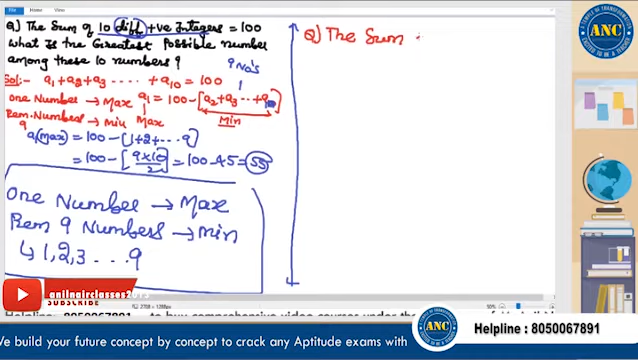 Q) The Sum of 10 diff +ve Integers = 100
What Is the Greatest Possible number
among these 10 numbers?
Sol:- a1 + a2 + a3 ..... + a10 = 100
9 No's
One Number → Max a1 = 100 - [a2 + a3 ... + a10]
Rem. Numbers → Min Max Min
9
a1(max) = 100 - [1+2+...9]
= 100 - [9×10/2] = 100-45 = 55
One Number → Max
Rem 9 Numbers → Min
↳ 1,2,3 ... 9
Q) The Sum
ANC
ANC
SUBSCRIBE
ANC
We build your future concept by concept to crack any Aptitude exams with
Helpline : 8050067891